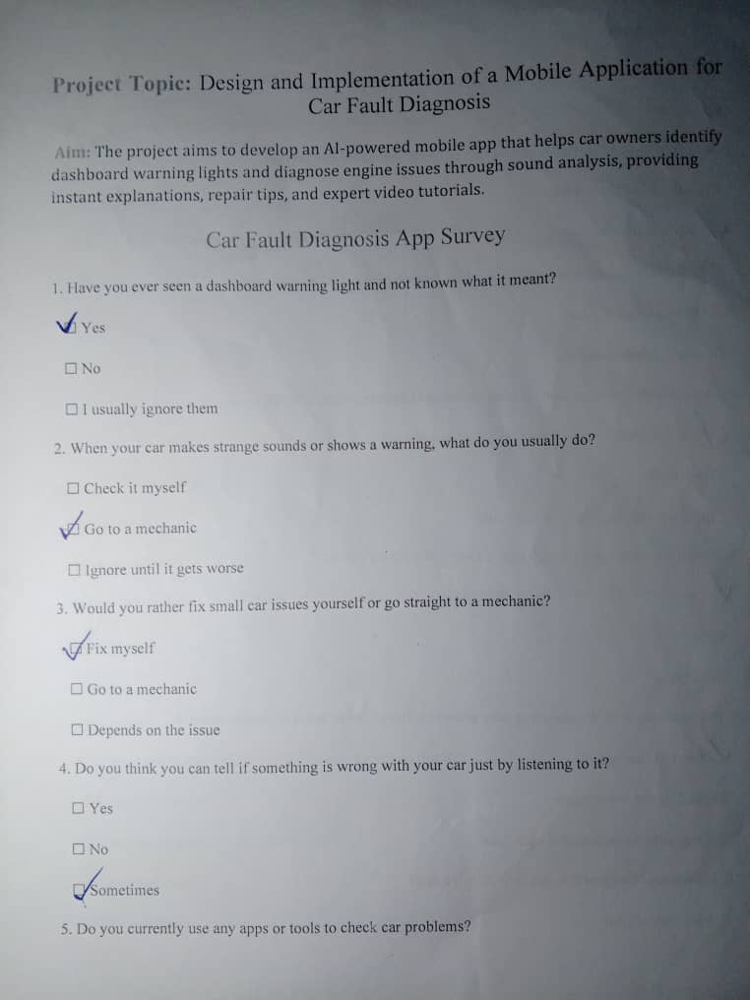 Project Topic: Design and Implementation of a Mobile Application for
Car Fault Diagnosis
Aim: The project aims to develop an AI-powered mobile app that helps car owners identify
dashboard warning lights and diagnose engine issues through sound analysis, providing
instant explanations, repair tips, and expert video tutorials.
Car Fault Diagnosis App Survey
1. Have you ever seen a dashboard warning light and not known what it meant?
☑ Yes
☐ No
☐ I usually ignore them
2. When your car makes strange sounds or shows a warning, what do you usually do?
☐ Check it myself
☑ Go to a mechanic
☐ Ignore until it gets worse
3. Would you rather fix small car issues yourself or go straight to a mechanic?
☑ Fix myself
☐ Go to a mechanic
☐ Depends on the issue
4. Do you think you can tell if something is wrong with your car just by listening to it?
☐ Yes
☐ No
☑ Sometimes
5. Do you currently use any apps or tools to check car problems?